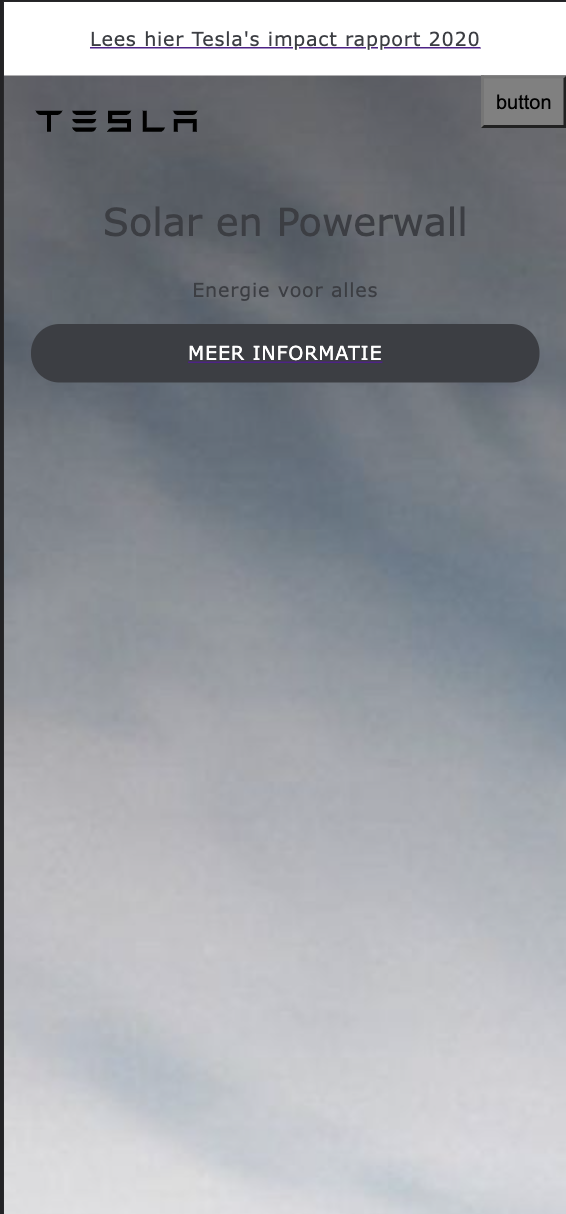 Lees hier Tesla's impact rapport 2020
TESLA
button
Solar en Powerwall
Energie voor alles
MEER INFORMATIE